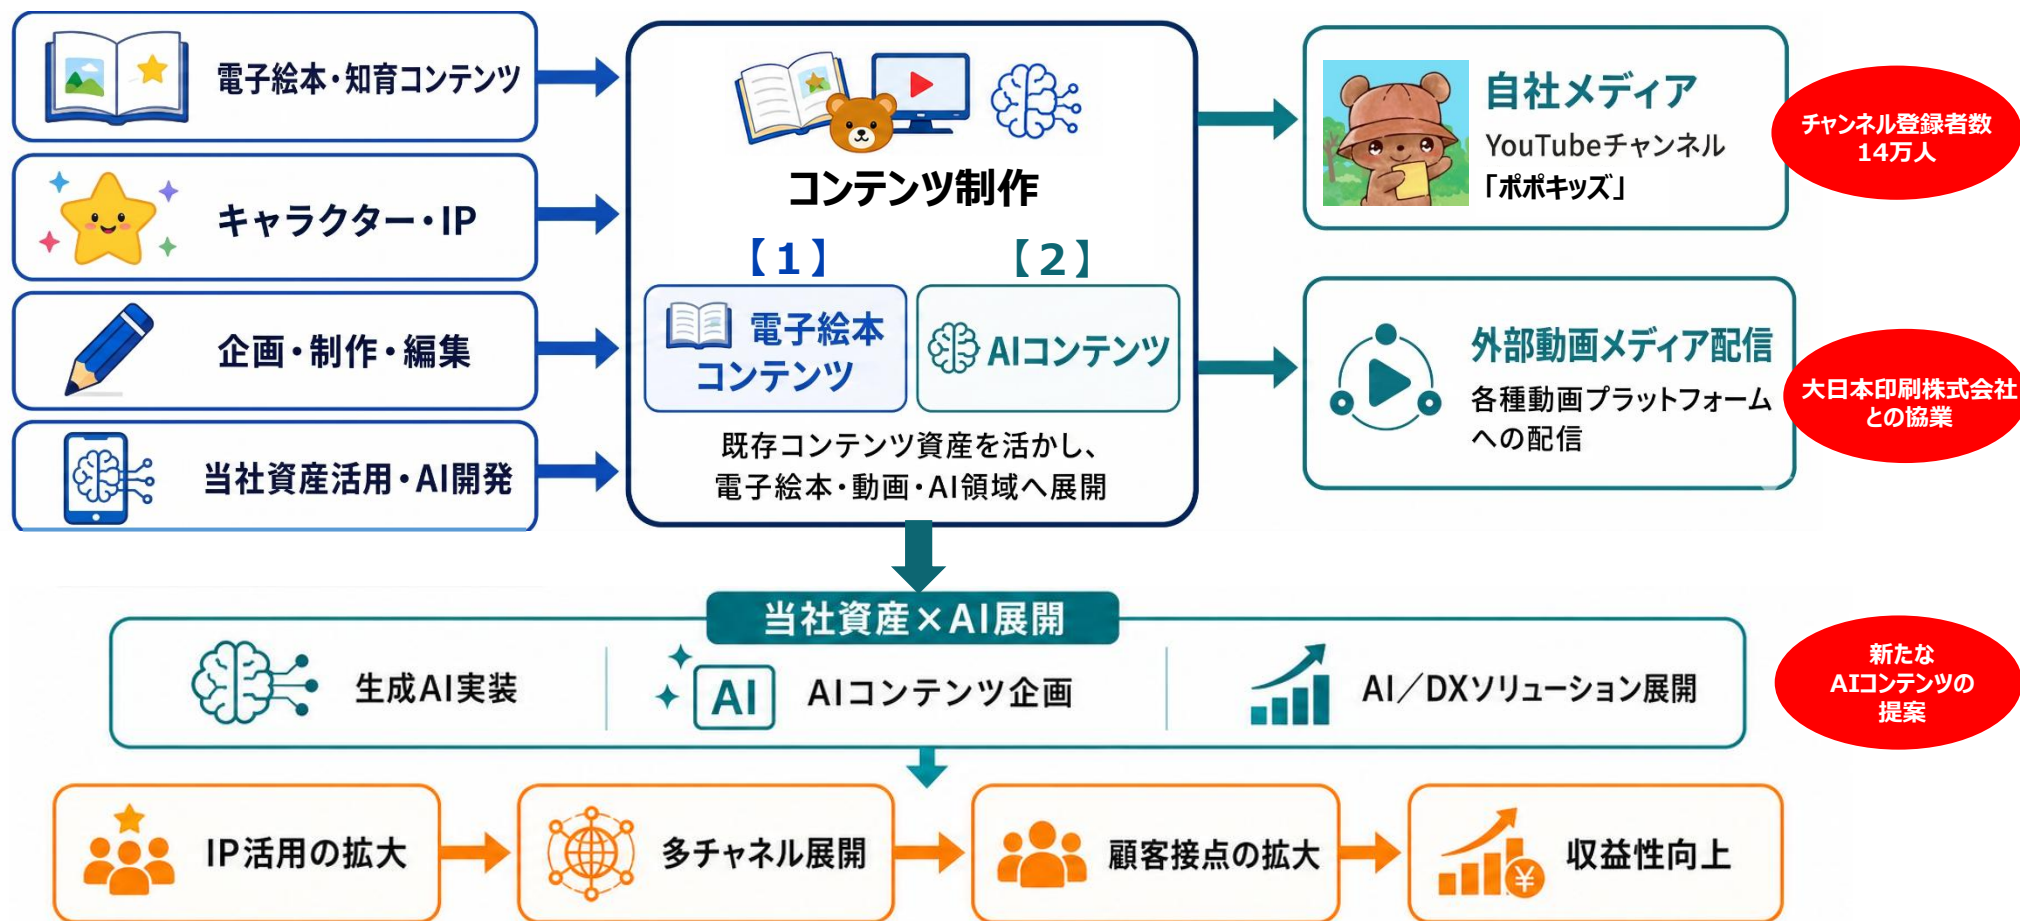 電子絵本・知育コンテンツ
キャラクター・IP
企画・制作・編集
当社資産活用・AI開発
コンテンツ制作
【1】
【2】
電子絵本
コンテンツ
AIコンテンツ
既存コンテンツ資産を活かし、
電子絵本・動画・AI領域へ展開
自社メディア
YouTubeチャンネル
「ポポキッズ」
チャンネル登録者数
14万人
外部動画メディア配信
各種動画プラットフォーム
への配信
大日本印刷株式会社
との協業
当社資産×AI展開
生成AI実装
AI
AIコンテンツ企画
AI/DXソリューション展開
新たな
AIコンテンツの
提案
IP活用の拡大
多チャネル展開
顧客接点の拡大
¥
収益性向上